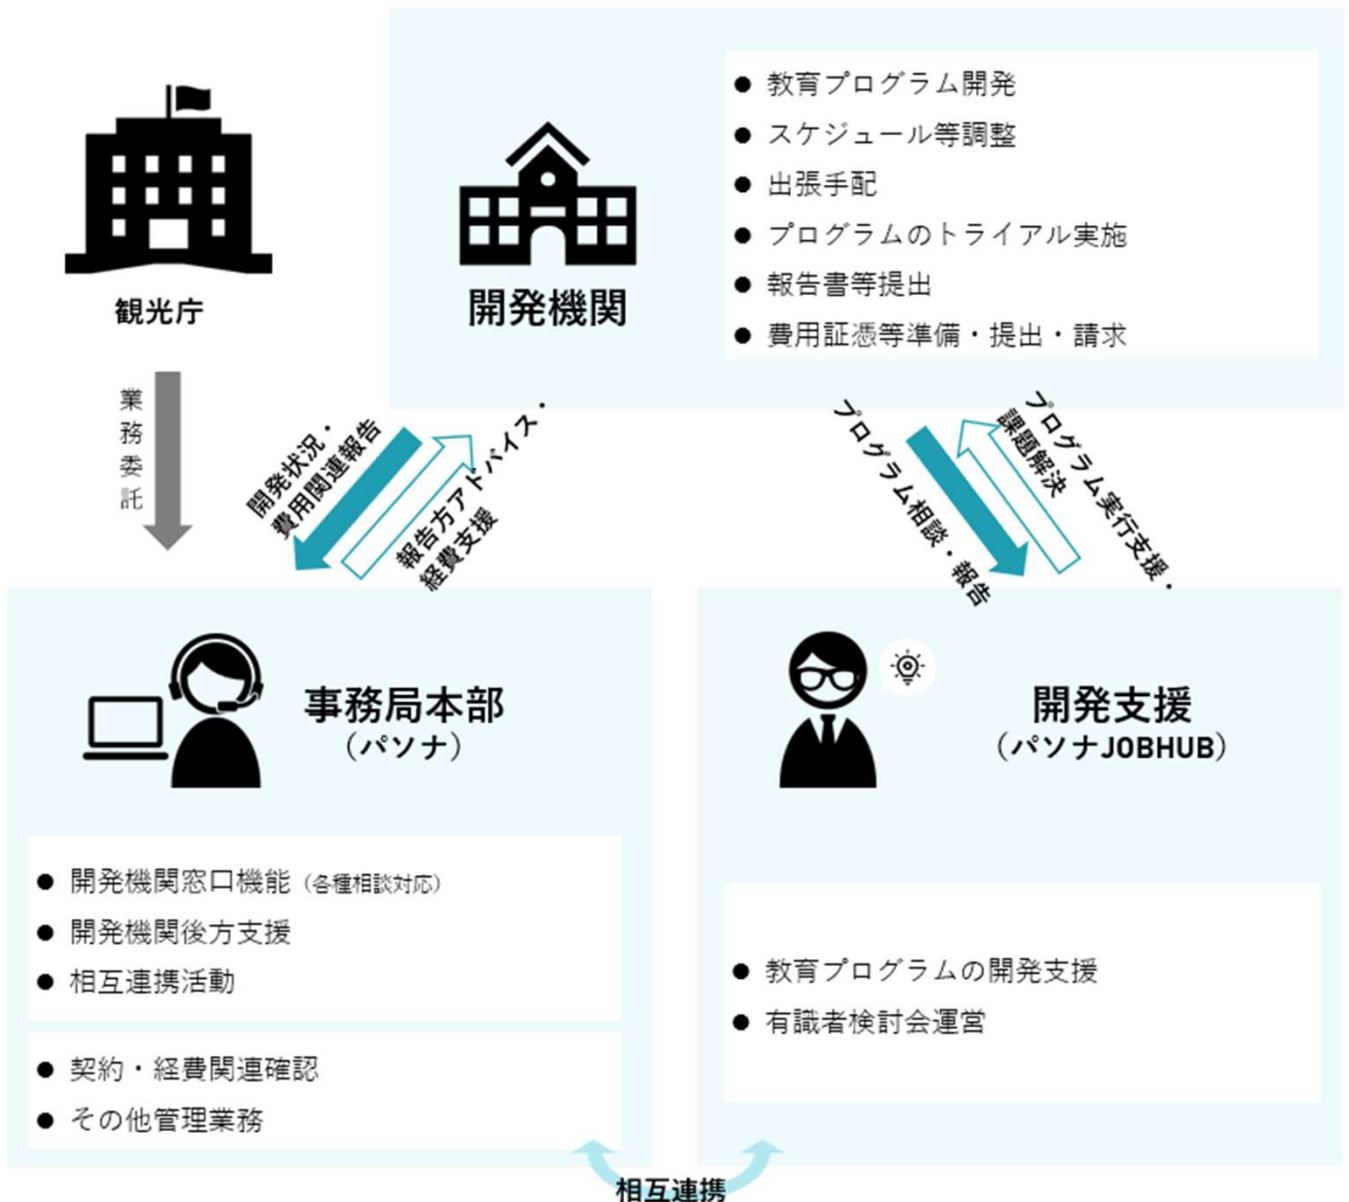 観光庁
業務委託
開発機関
● 教育プログラム開発
● スケジュール等調整
● 出張手配
● プログラムのトライアル実施
● 報告書等提出
● 費用証憑等準備・提出・請求
開発状況・
費用関連報告
報告方アドバイス・
経費支援
プログラム相談・報告
プログラム実行支援・
課題解決
事務局本部
（パソナ）
● 開発機関窓口機能（各種相談対応）
● 開発機関後方支援
● 相互連携活動
● 契約・経費関連確認
● その他管理業務
開発支援
（パソナJOBHUB）
● 教育プログラムの開発支援
● 有識者検討会運営
相互連携